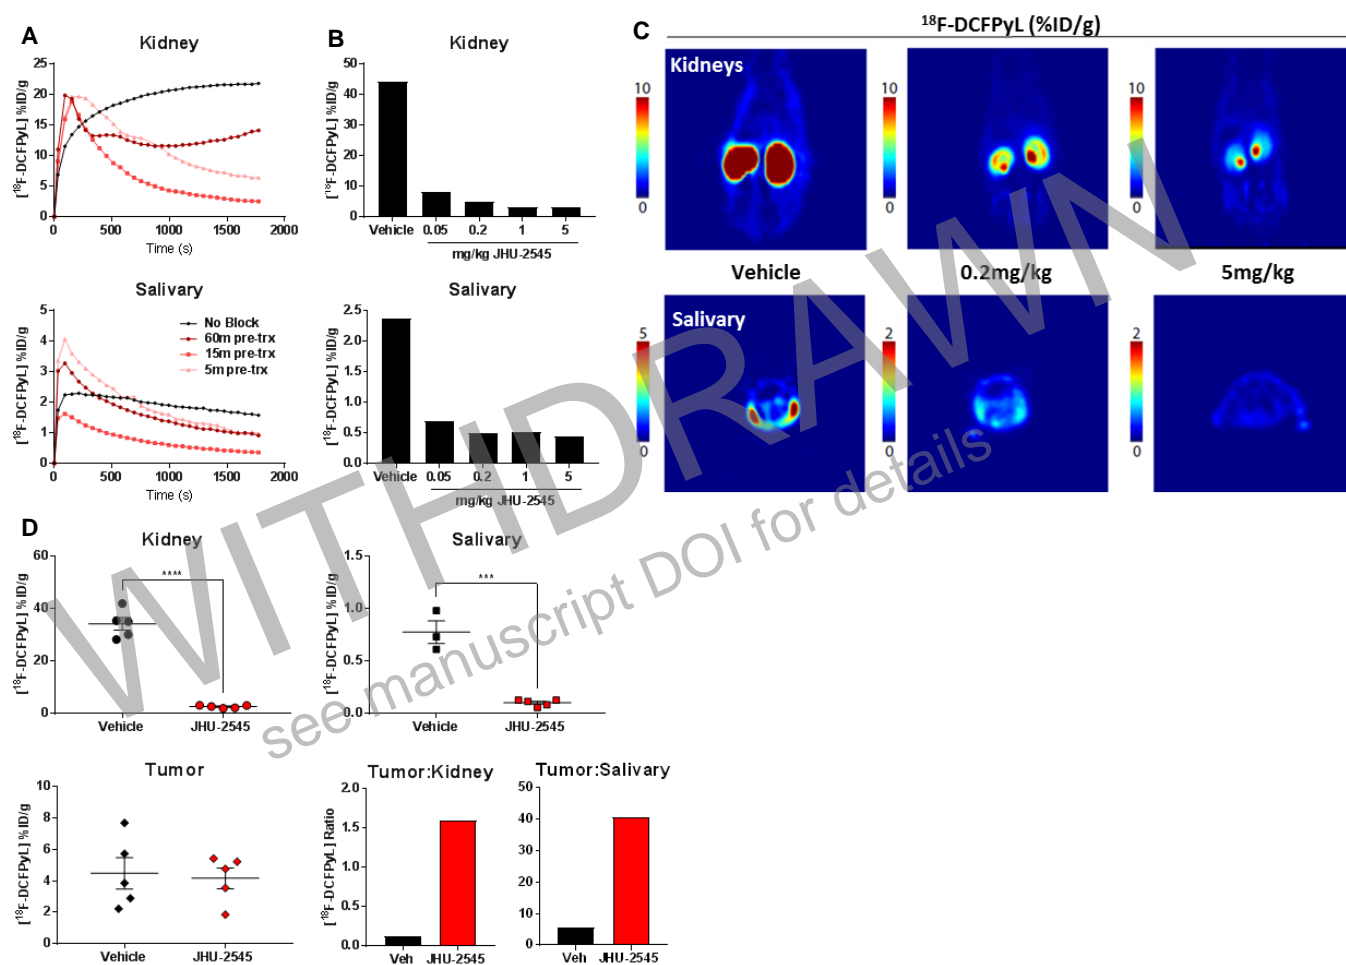 A
Kidney
[18F-DCFPyL] %ID/g
25
20
15
10
5
0
0 500 1000 1500 2000
Time (s)
Salivary
[18F-DCFPyL] %ID/g
5
4
3
2
1
0
No Block
60m pre-trx
15m pre-trx
5m pre-trx
0 500 1000 1500 2000
Time (s)
B
Kidney
[18F-DCFPyL] %ID/g
50
40
30
20
10
0
Vehicle 0.05 0.2 1 5
mg/kg JHU-2545
Salivary
[18F-DCFPyL] %ID/g
2.5
2.0
1.5
1.0
0.5
0.0
Vehicle 0.05 0.2 1 5
mg/kg JHU-2545
C
18F-DCFPyL (%ID/g)
Kidneys
10
0
10
0
10
0
Vehicle 0.2mg/kg 5mg/kg
Salivary
5
0
2
0
2
0
D
Kidney
[18F-DCFPyL] %ID/g
60
40
20
0
****
Vehicle JHU-2545
Salivary
[18F-DCFPyL] %ID/g
1.5
1.0
0.5
0.0
***
Vehicle JHU-2545
Tumor
[18F-DCFPyL] %ID/g
10
8
6
4
2
0
Vehicle JHU-2545
Tumor:Kidney
[18F-DCFPyL] Ratio
2.0
1.5
1.0
0.5
0.0
Veh JHU-2545
Tumor:Salivary
50
40
30
20
10
0
Veh JHU-2545
WITHDRAWN
see manuscript DOI for details